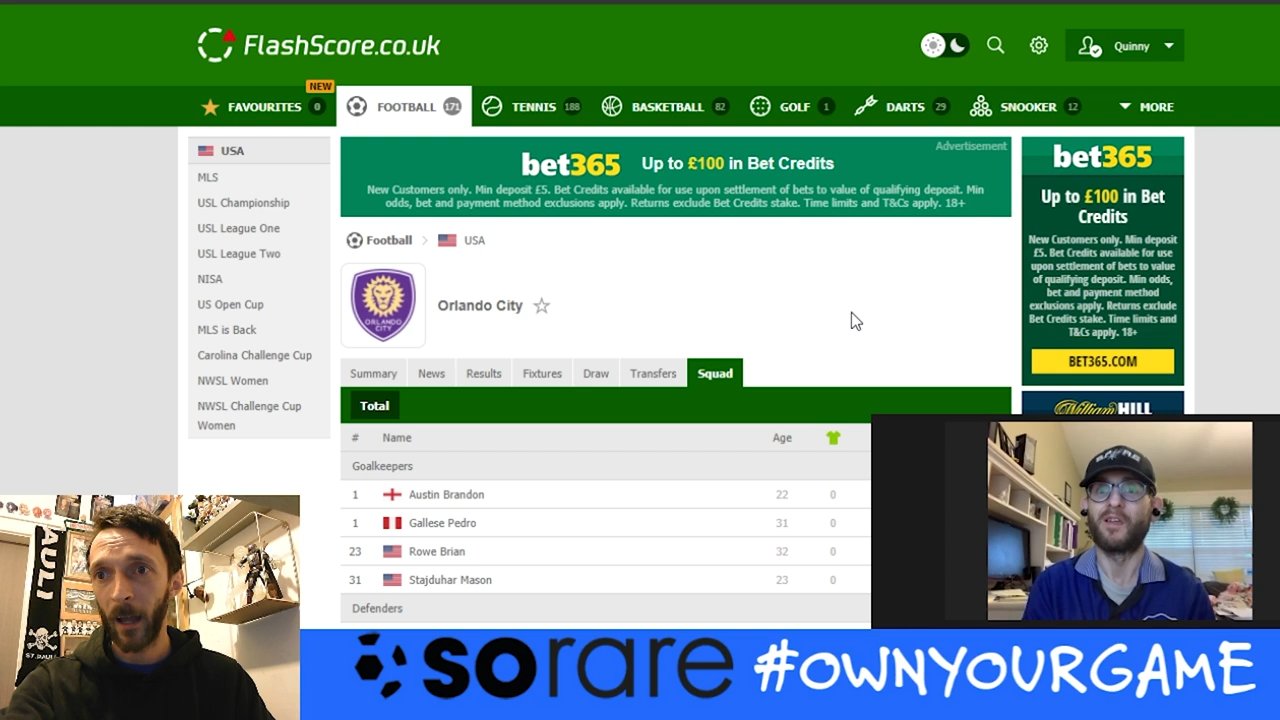 FlashScore.co.uk
Quinny
NEW
FAVOURITES 0
FOOTBALL 171
TENNIS 188
BASKETBALL 82
GOLF 1
DARTS 29
SNOOKER 12
MORE
USA
MLS
USL Championship
USL League One
USL League Two
NISA
US Open Cup
MLS is Back
Carolina Challenge Cup
NWSL Women
NWSL Challenge Cup
Women
Advertisement
bet365 Up to £100 in Bet Credits
New Customers only. Min deposit £5. Bet Credits available for use upon settlement of bets to value of qualifying deposit. Min
odds, bet and payment method exclusions apply. Returns exclude Bet Credits stake. Time limits and T&Cs apply. 18+
Football USA
ORLANDO
CITY
Orlando City
Summary News Results Fixtures Draw Transfers Squad
Total
# Name Age
Goalkeepers
1 Austin Brandon 22 0
1 Gallese Pedro 31 0
23 Rowe Brian 32 0
31 Stajduhar Mason 23 0
Defenders
bet365
Up to £100 in Bet
Credits
New Customers only. Min deposit
£5. Bet Credits available for use
upon settlement of bets to value
of qualifying deposit. Min odds,
bet and payment method
exclusions apply. Returns exclude
Bet Credits stake. Time limits and
T&Cs apply. 18+
BET365.COM
William HILL
AULI
ST. PAULI
sorare #OWNYOURGAME